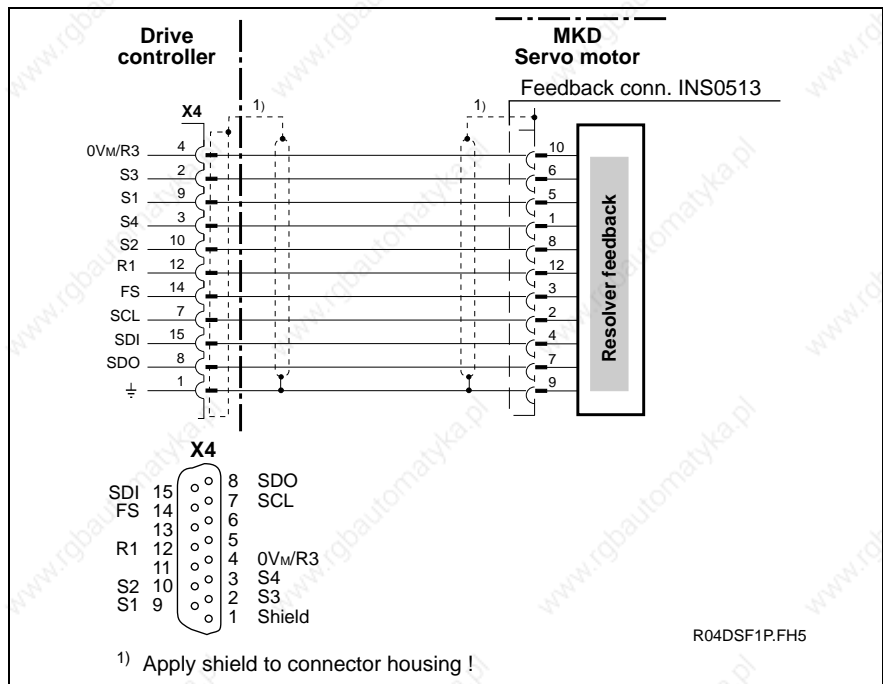 Drive
controller
MKD
Servo motor
Feedback conn. INS0513
X4
1)
1)
0VM/R3 4 10
S3 2 6
S1 9 5
S4 3 1
S2 10 8
R1 12 12
FS 14 3
SCL 7 2
SDI 15 4
SDO 8 7
1 9
Resolver feedback
X4
8 SDO
SDI 15
7 SCL
FS 14
6
13
5
R1 12
4 0VM/R3
11
3 S4
S2 10
2 S3
S1 9
1 Shield
R04DSF1P.FH5
1) Apply shield to connector housing !
www.rgbautomatyka.pl